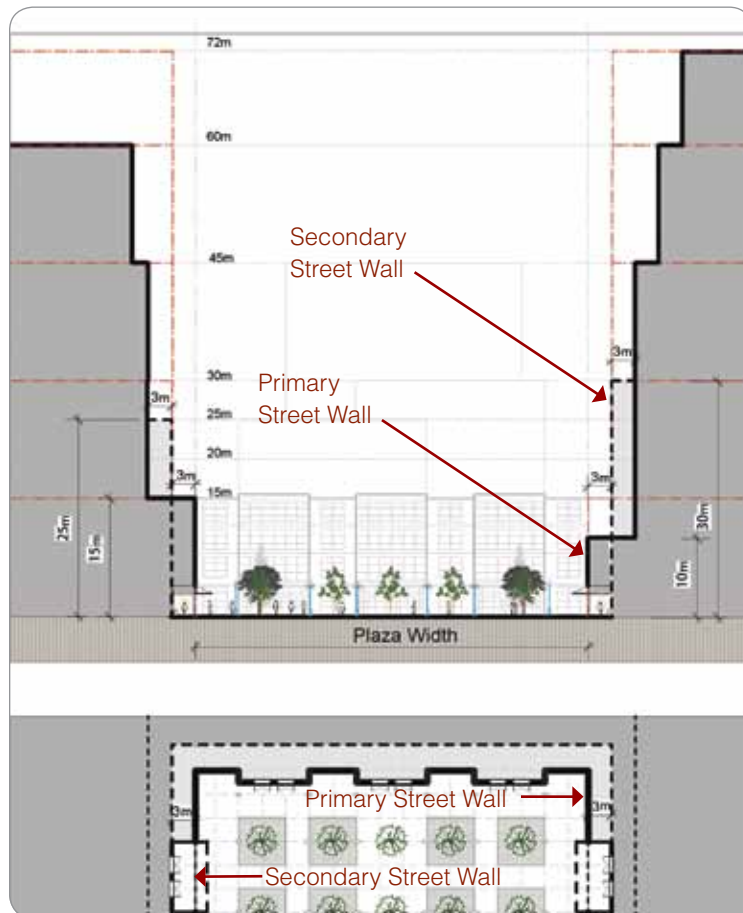 72m
60m
Secondary
Street Wall
45m
3m
Primary
Street Wall
30m
3m
25m
20m
3m
3m
15m
25m
15m
30m
10m
Plaza Width
Primary Street Wall
3m
3m
Secondary Street Wall